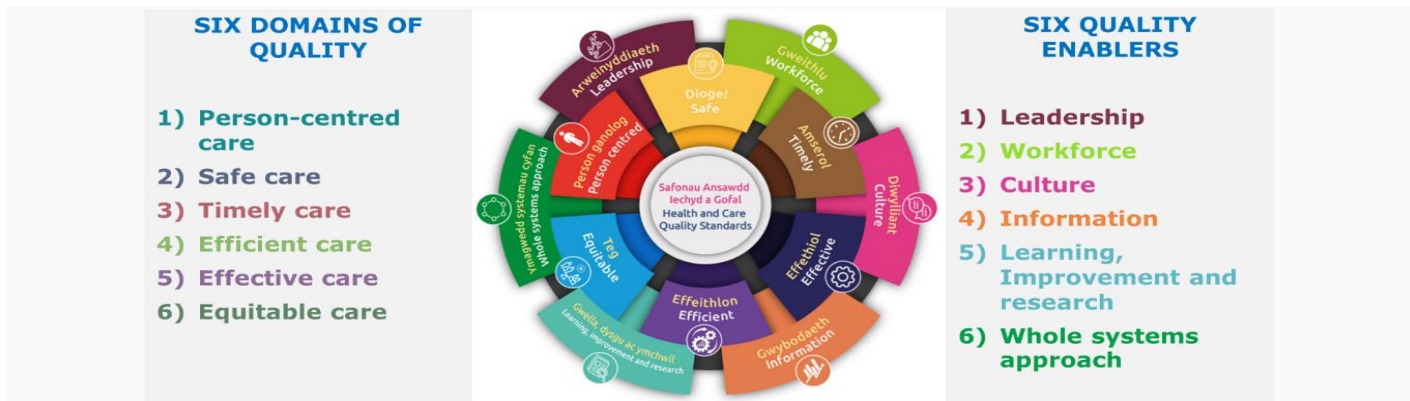 SIX DOMAINS OF
QUALITY
1) Person-centred
care
2) Safe care
3) Timely care
4) Efficient care
5) Effective care
6) Equitable care
Arweinyddiaeth
Leadership
Gweithlu
Workforce
Diogel
Safe
Person ganolog
Person centred
Amserol
Timely
Ymagwedd systemau cyfan
Whole systems approach
Safonau Ansawdd
Iechyd a Gofal
Health and Care
Quality Standards
Diwylliant
Culture
Teg
Equitable
Effethiol
Effective
Effeithlon
Efficient
Gwella, dysgu ac ymchwil
Learning, improvement and research
Gwybodaeth
Information
SIX QUALITY
ENABLERS
1) Leadership
2) Workforce
3) Culture
4) Information
5) Learning,
Improvement and
research
6) Whole systems
approach